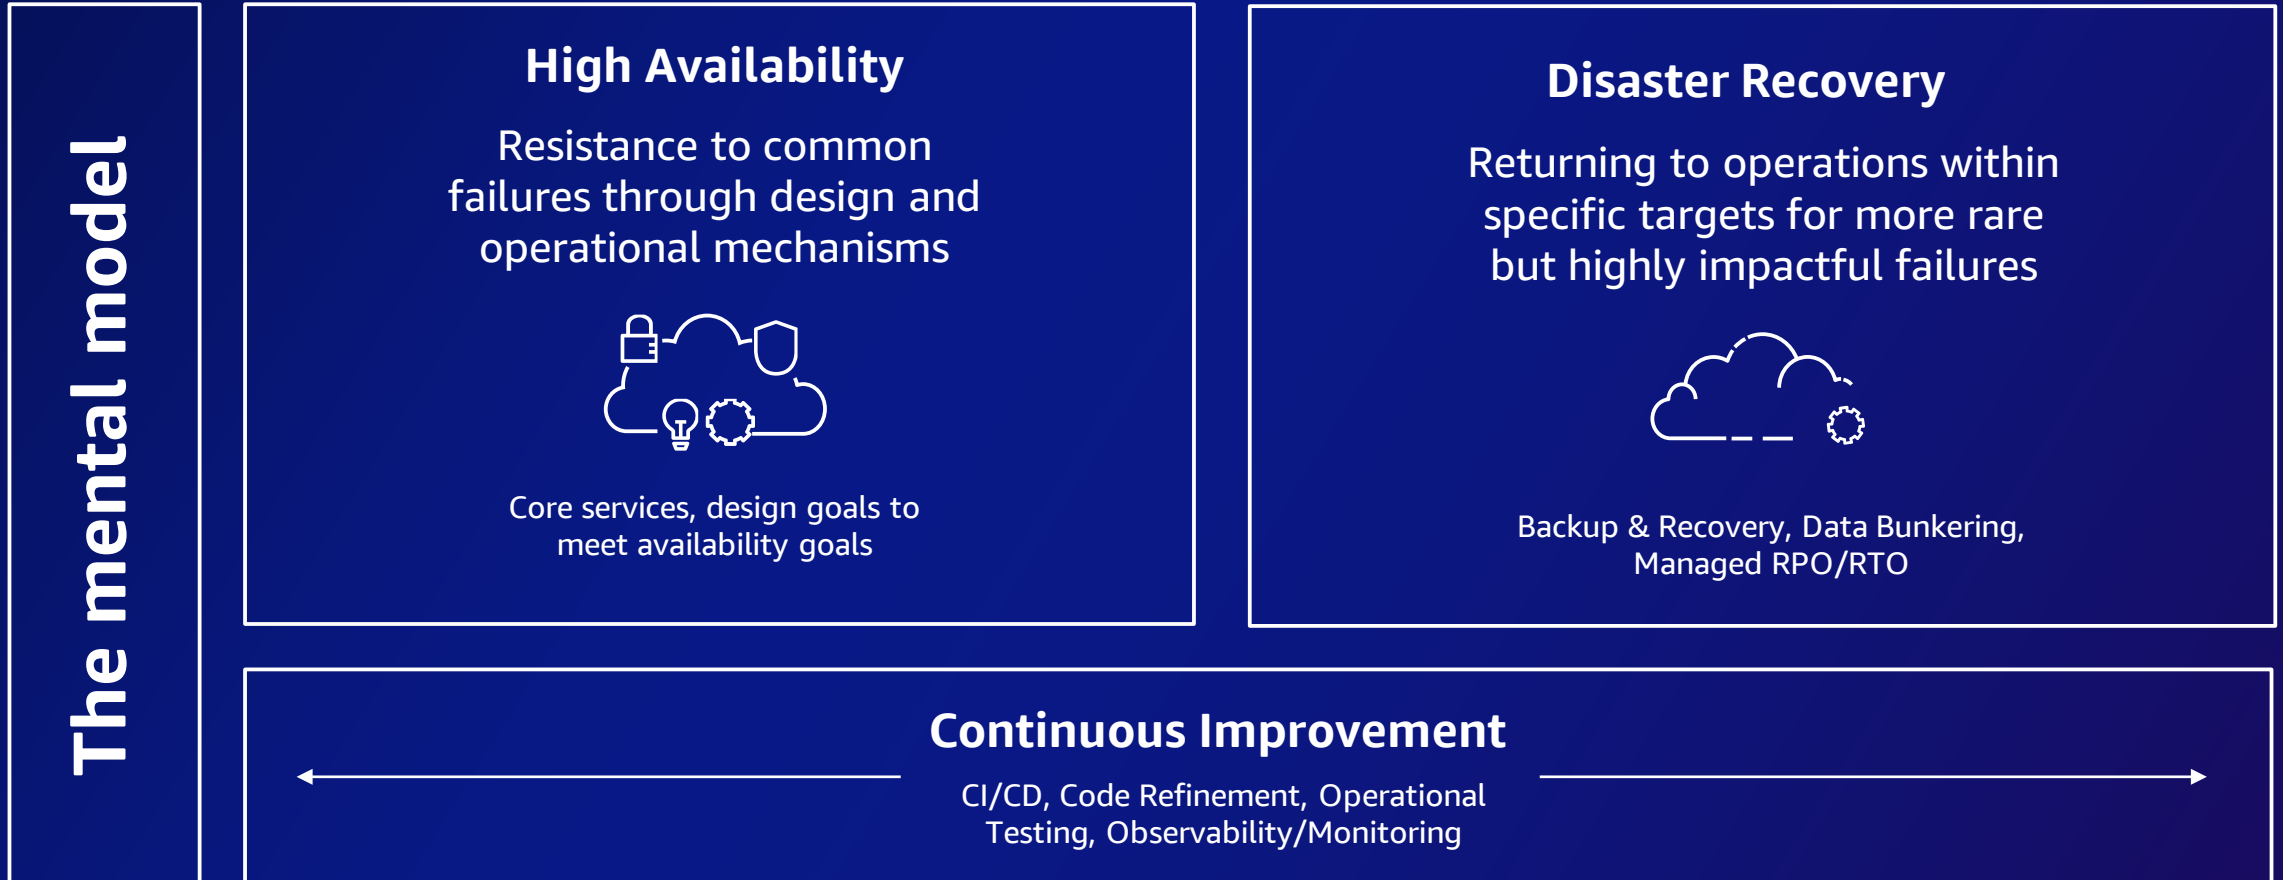 The mental model
High Availability
Resistance to common
failures through design and
operational mechanisms
Core services, design goals to
meet availability goals
Disaster Recovery
Returning to operations within
specific targets for more rare
but highly impactful failures
Backup & Recovery, Data Bunkering,
Managed RPO/RTO
Continuous Improvement
CI/CD, Code Refinement, Operational
Testing, Observability/Monitoring